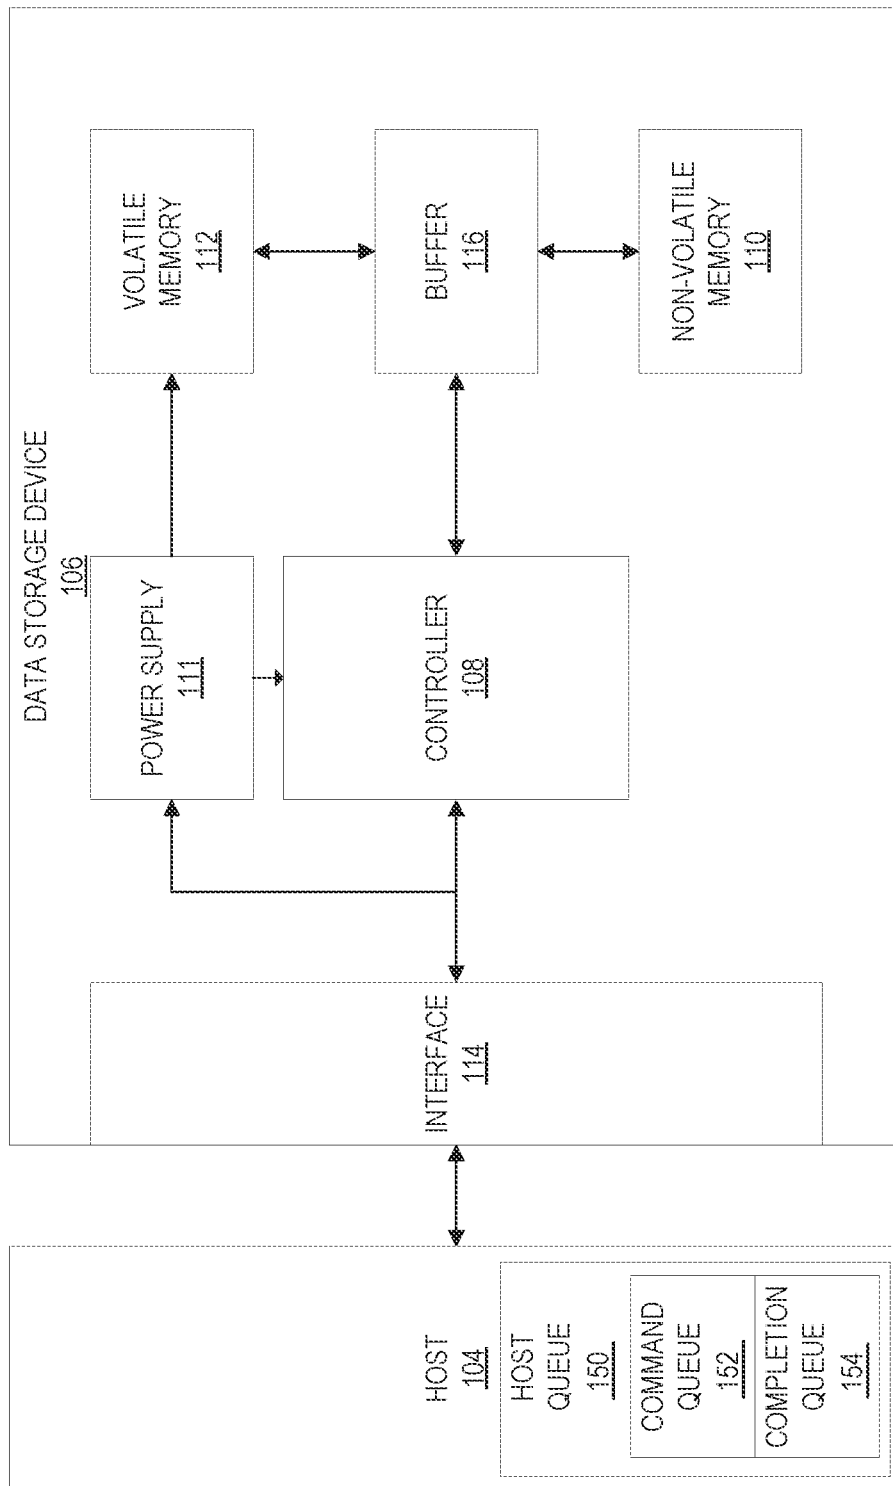 HOST
104
HOST
QUEUE
150
COMMAND
QUEUE
152
COMPLETION
QUEUE
154
DATA STORAGE DEVICE
106
INTERFACE
114
POWER SUPPLY
111
CONTROLLER
108
VOLATILE
MEMORY
112
BUFFER
116
NON-VOLATILE
MEMORY
110